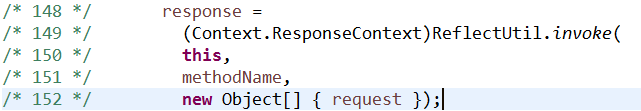 /* 148 */ response =
/* 149 */ (Context.ResponseContext)ReflectUtil.invoke(
/* 150 */ this,
/* 151 */ methodName,
/* 152 */ new Object[] { request });